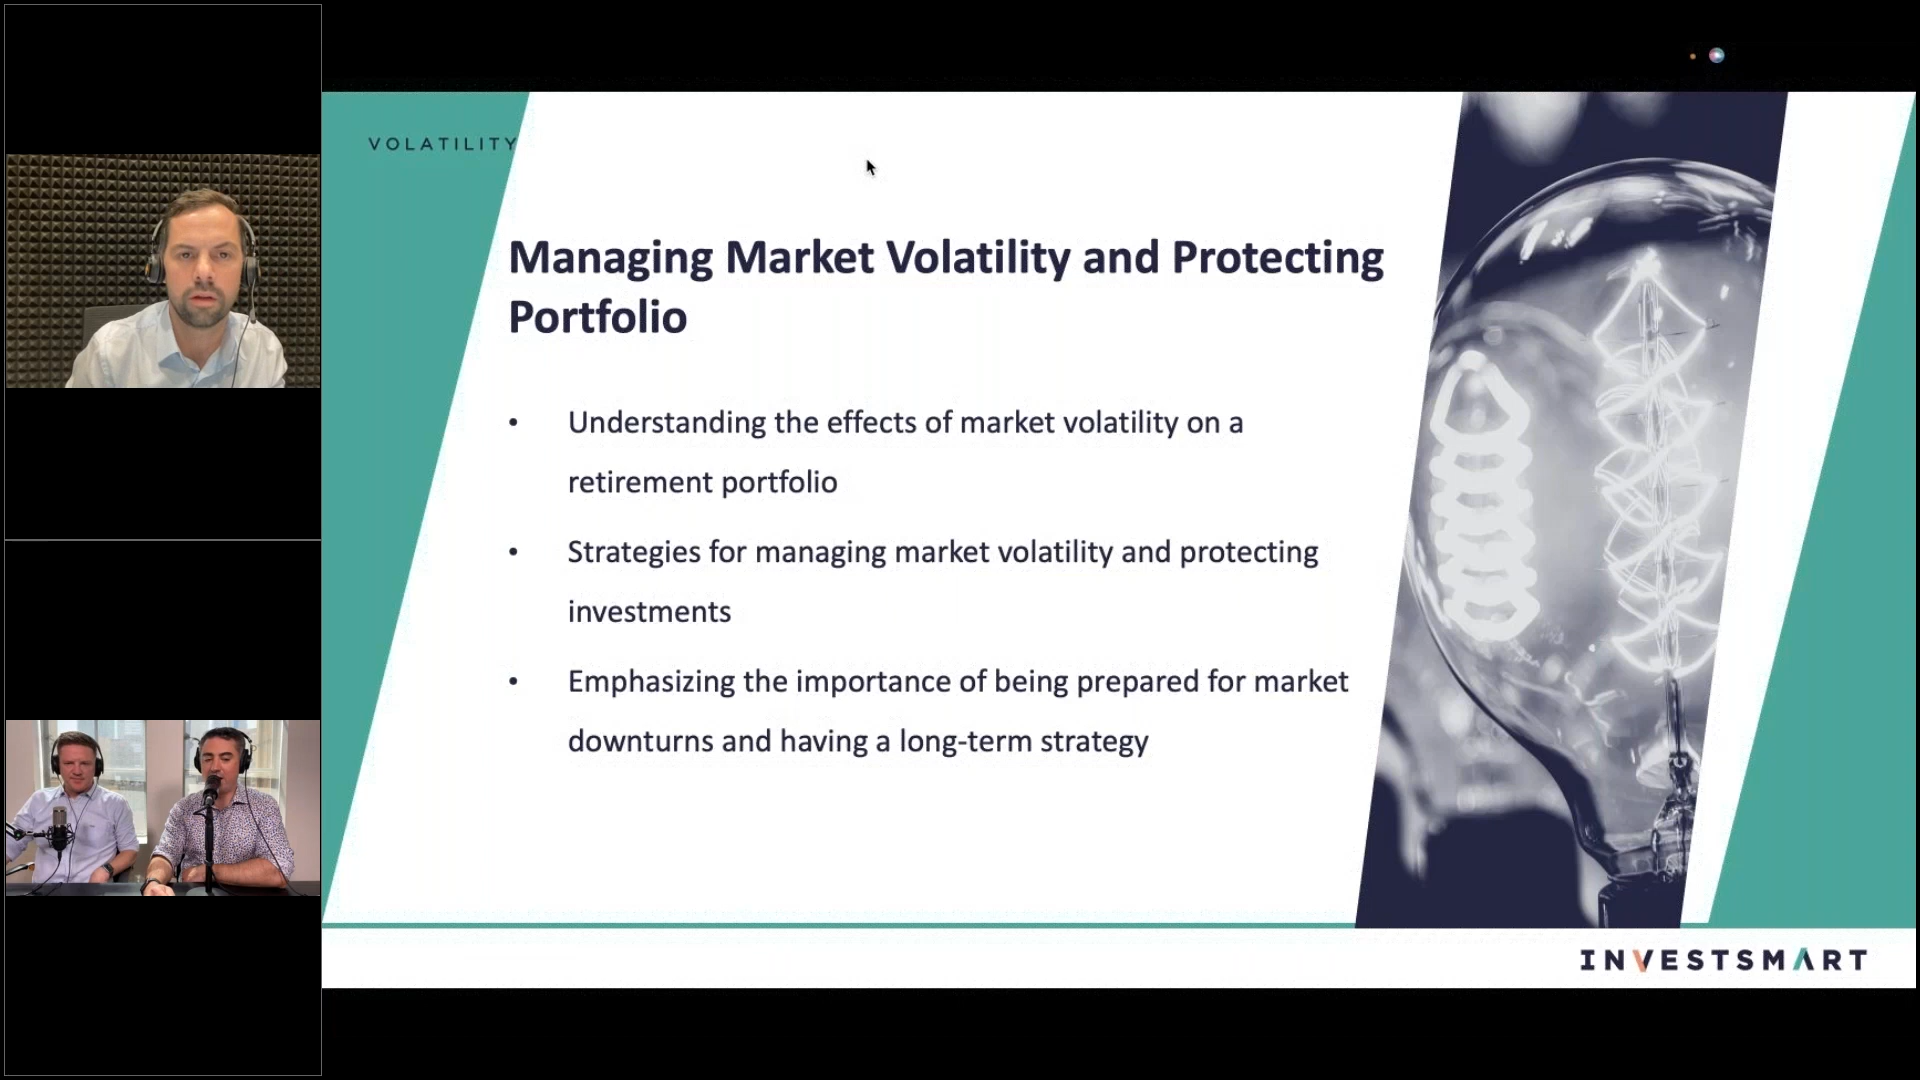 VOLATILITY
Managing Market Volatility and Protecting
Portfolio
• Understanding the effects of market volatility on a
retirement portfolio
• Strategies for managing market volatility and protecting
investments
• Emphasizing the importance of being prepared for market
downturns and having a long-term strategy
INVESTSMART